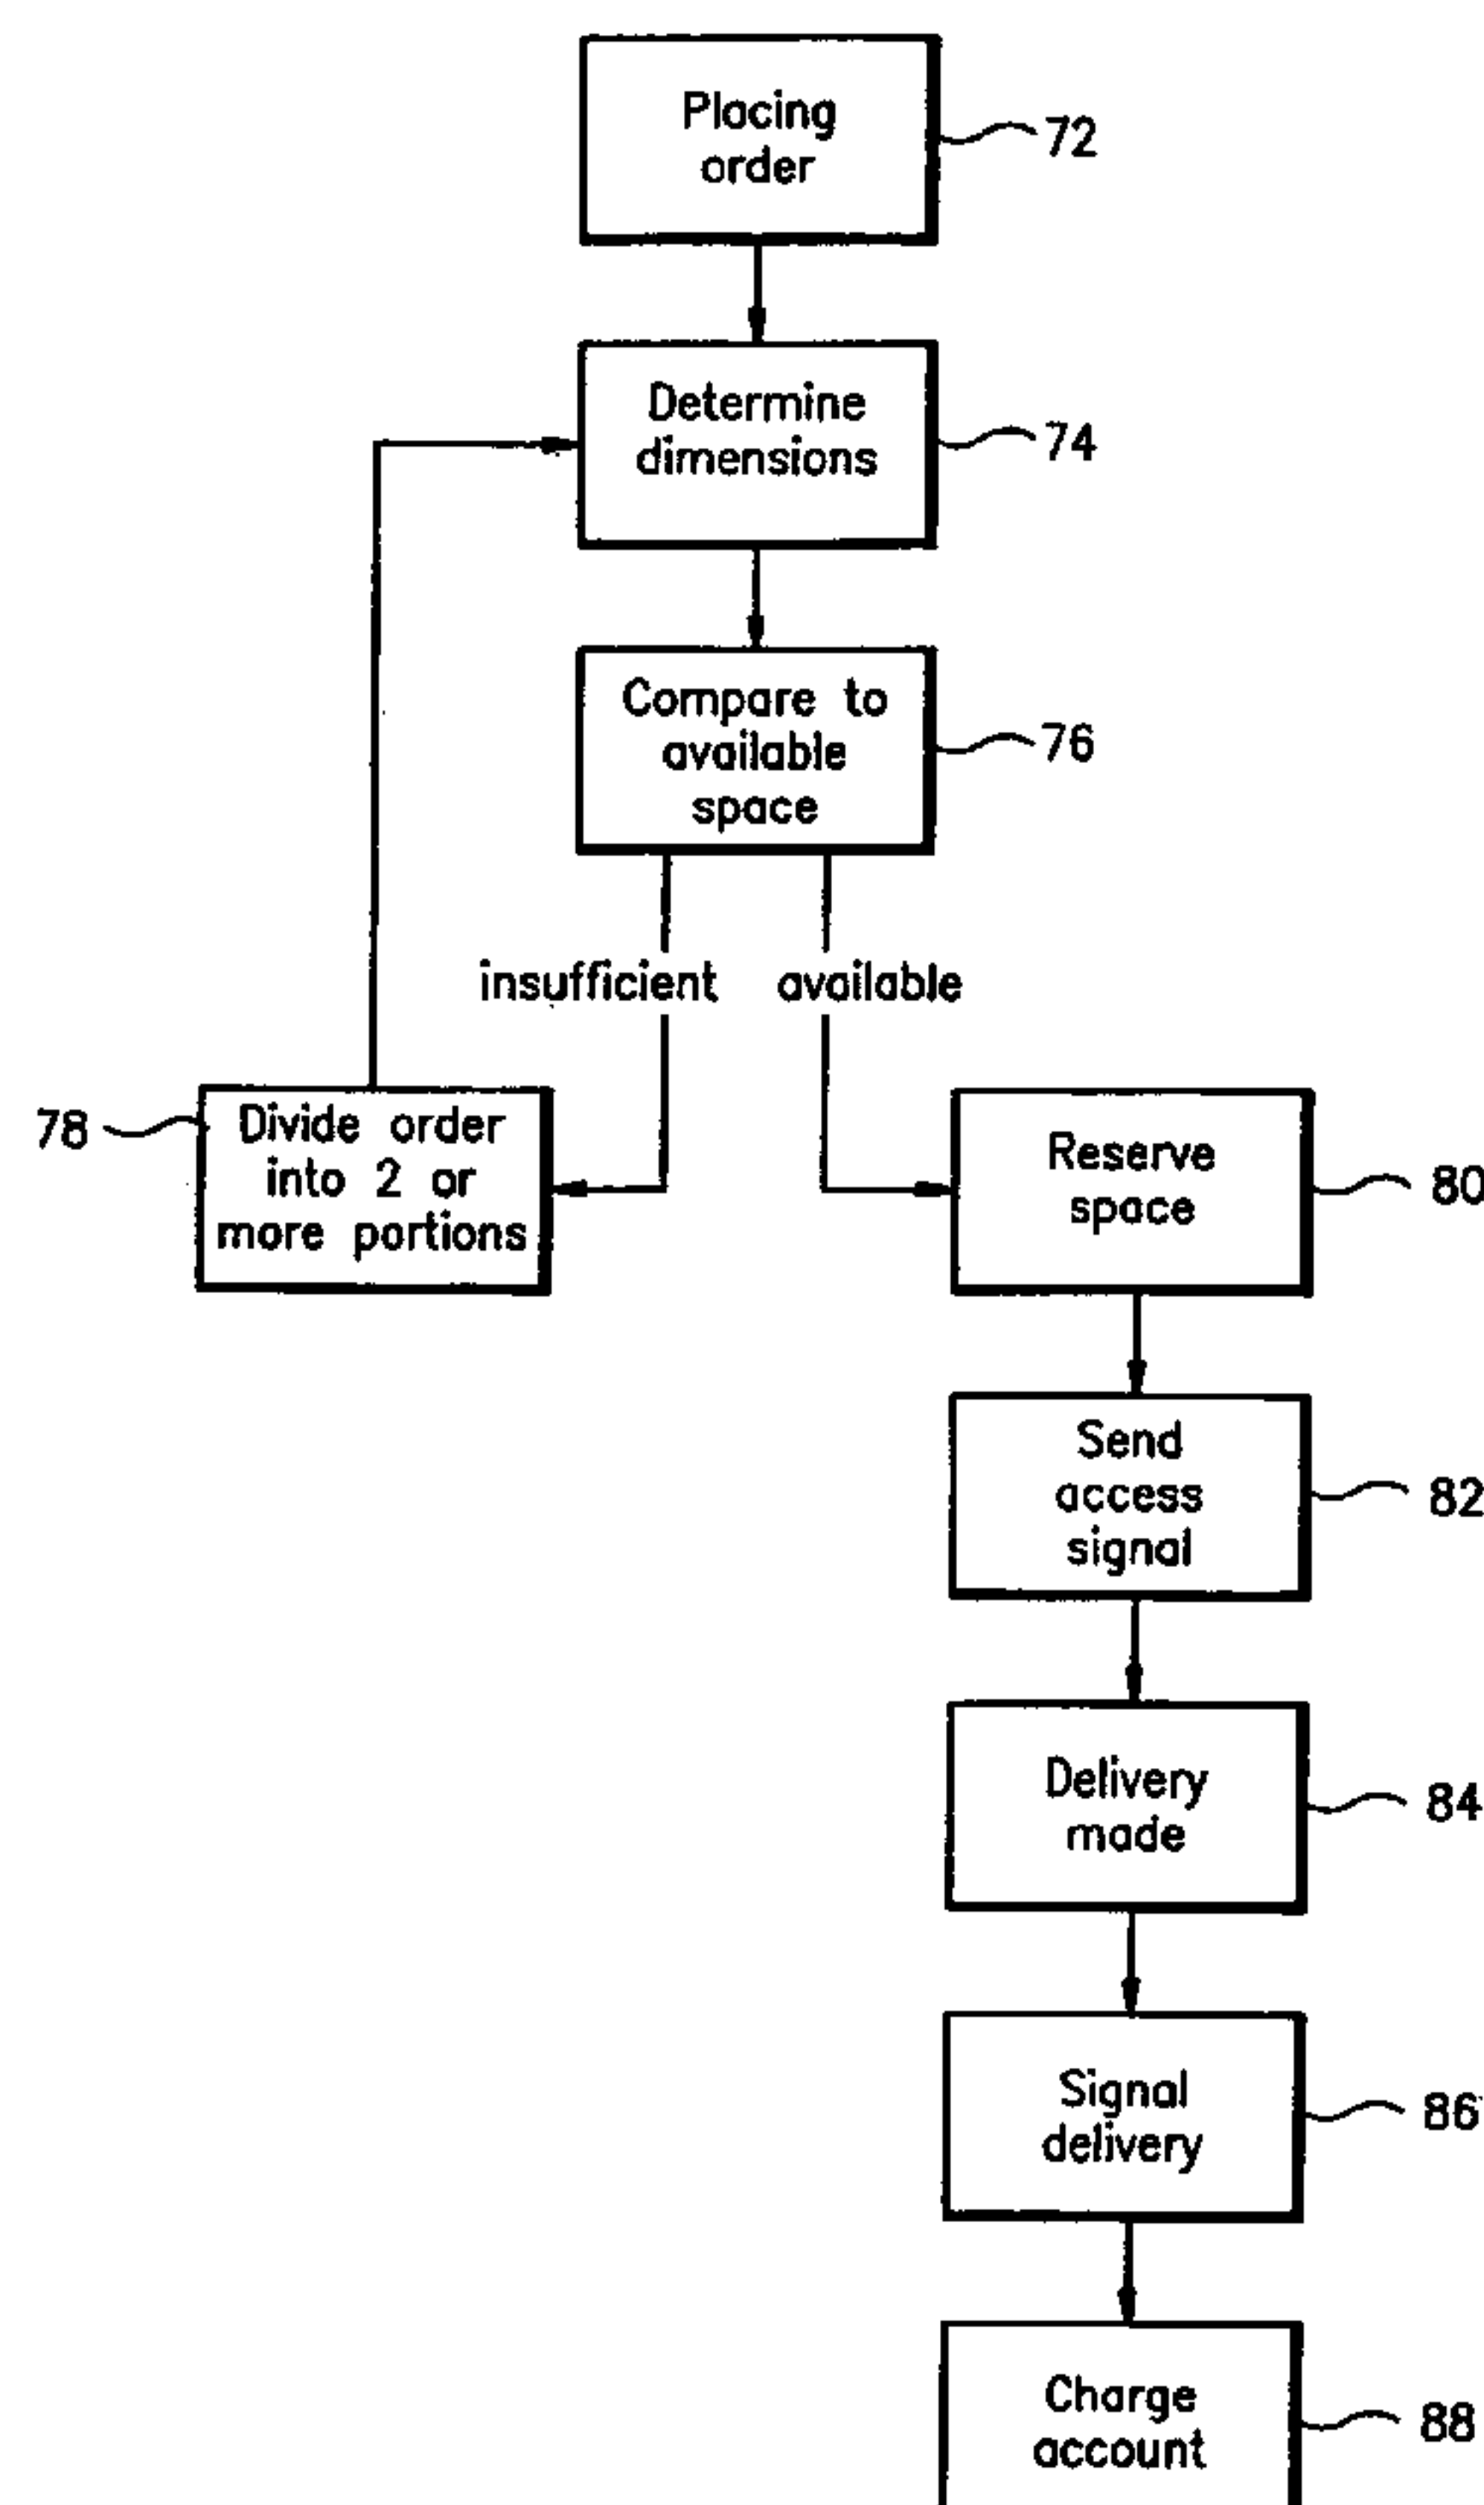 Placing
order
72
Determine
dimensions
74
Compare to
available
space
76
insufficient
available
78
Divide order
into 2 or
more portions
Reserve
space
80
Send
access
signal
82
Delivery
made
84
Signal
delivery
86
Charge
account
88